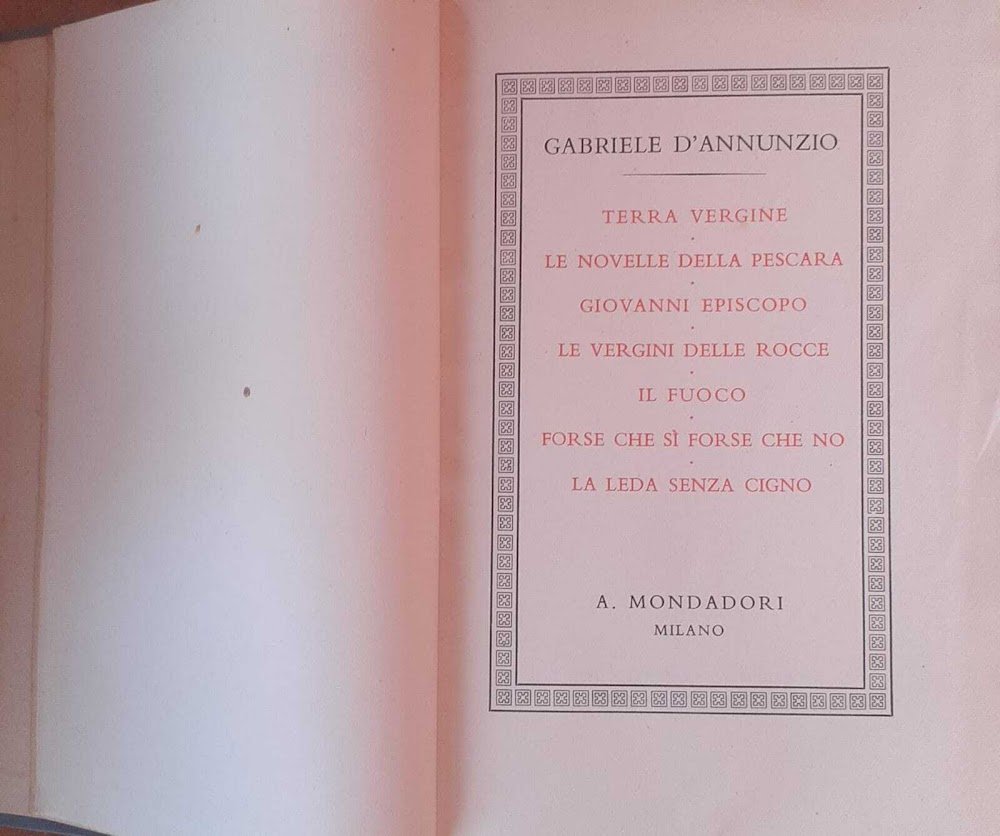 GABRIELE D'ANNUNZIO
TERRA VERGINE
LE NOVELLE DELLA PESCARA
GIOVANNI EPISCOPO
LE VERGINI DELLE ROCCE
IL FUOCO
FORSE CHE SÌ FORSE CHE NO
LA LEDA SENZA CIGNO
A. MONDADORI
MILANO